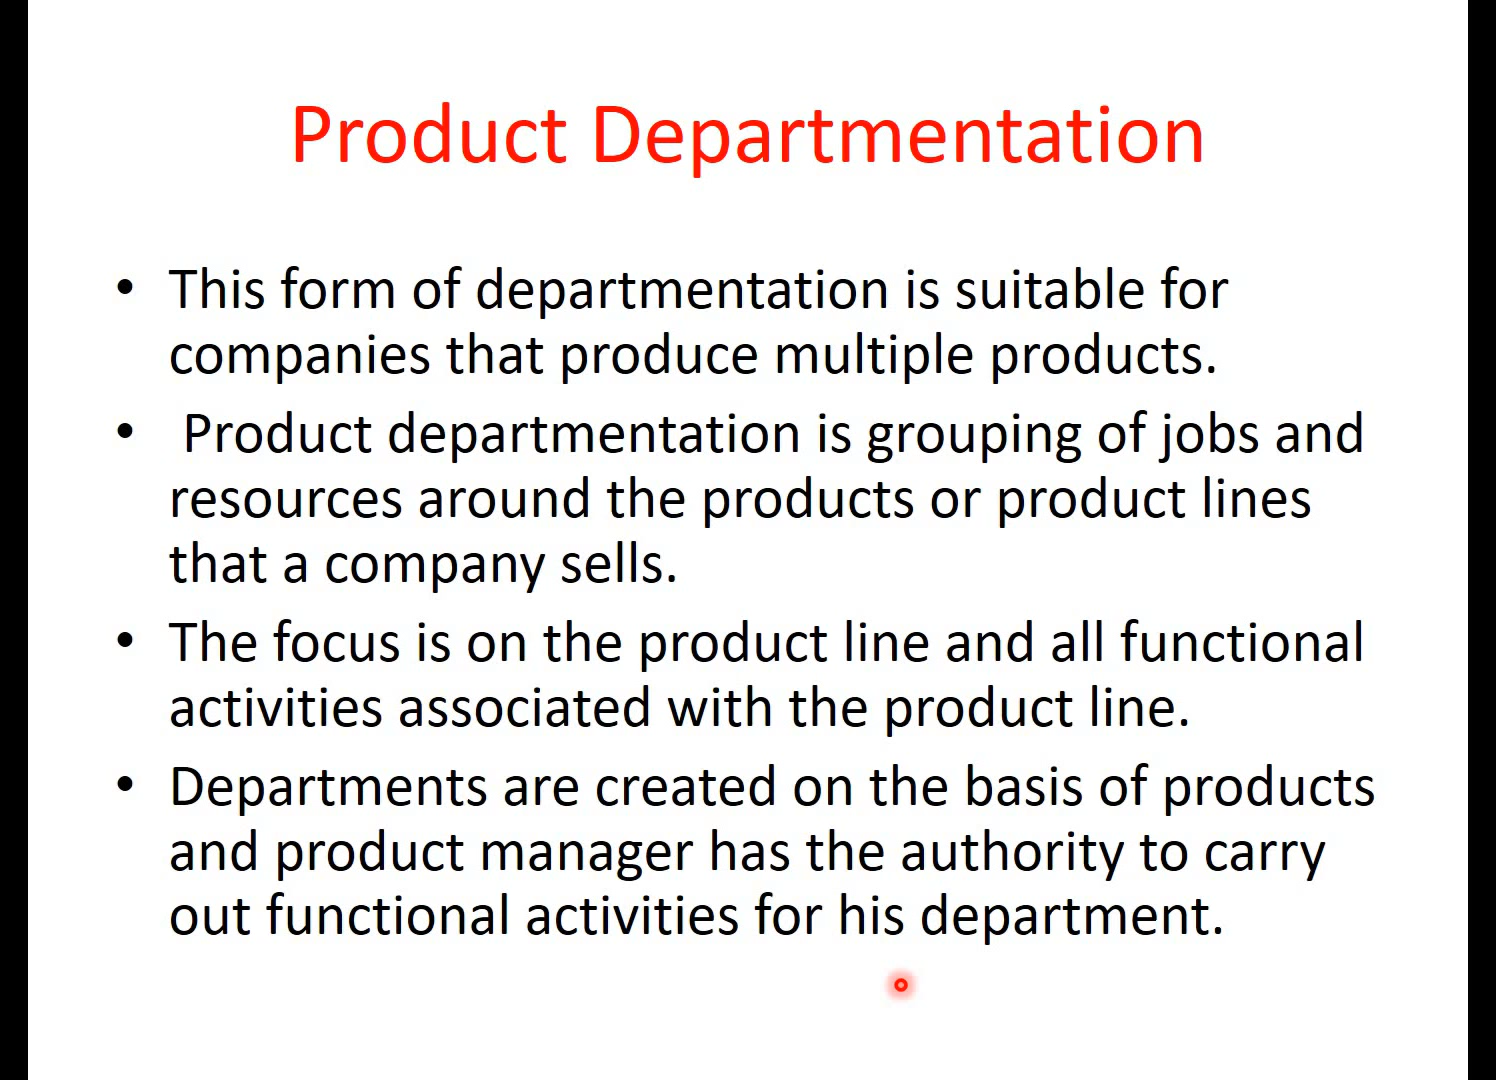 Product Departmentation
• This form of departmentation is suitable for
companies that produce multiple products.
• Product departmentation is grouping of jobs and
resources around the products or product lines
that a company sells.
• The focus is on the product line and all functional
activities associated with the product line.
• Departments are created on the basis of products
and product manager has the authority to carry
out functional activities for his department.